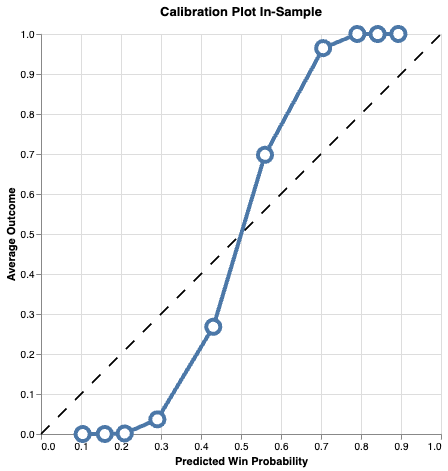 Calibration Plot In-Sample
1.0
0.9
0.8
0.7
0.6
0.5
0.4
0.3
0.2
0.1
0.0
Average Outcome
0.0 0.1 0.2 0.3 0.4 0.5 0.6 0.7 0.8 0.9 1.0
Predicted Win Probability